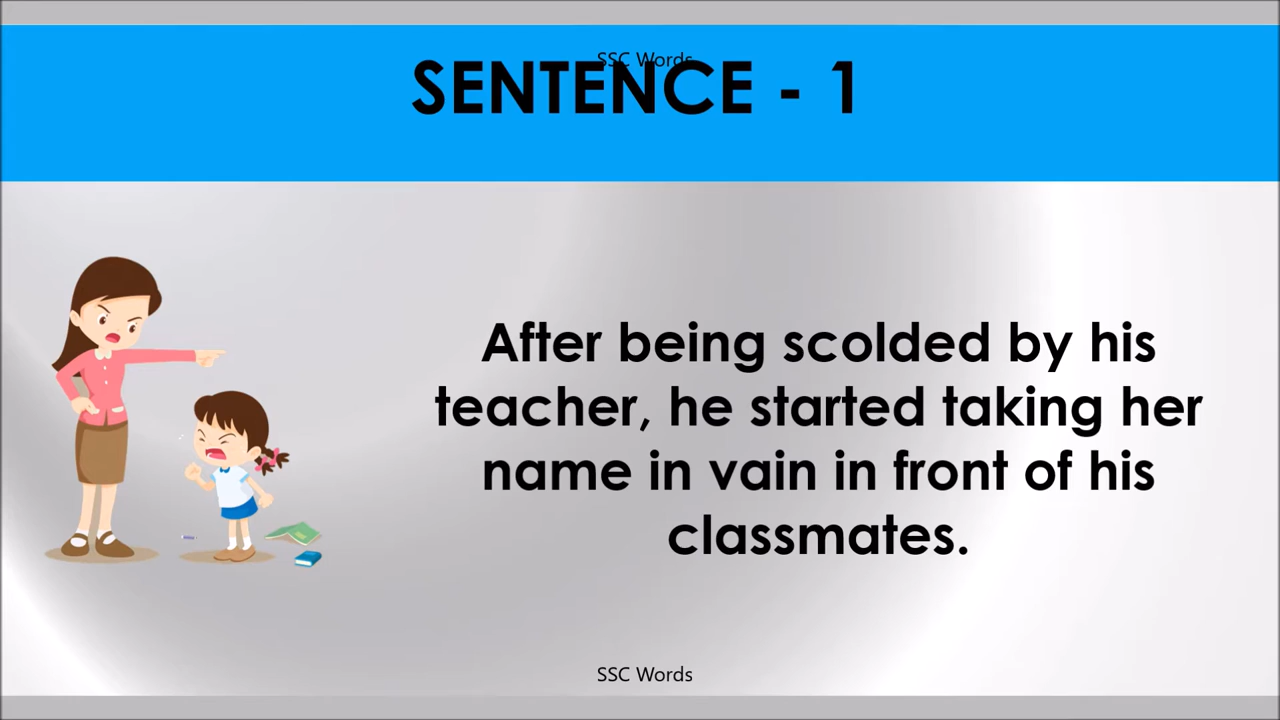 SSC Words
SENTENCE - 1
After being scolded by his
teacher, he started taking her
name in vain in front of his
classmates.
SSC Words